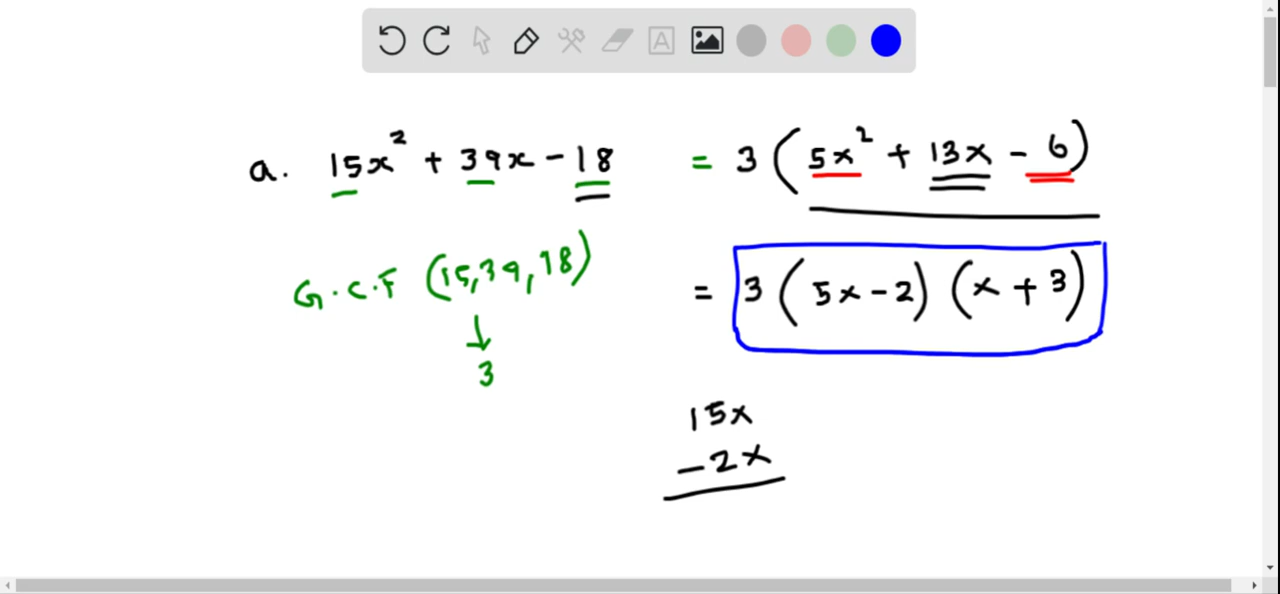 A
a. 15x² + 39x - 18 = 3 (5x² + 13x - 6)
G.C.F (15,39,18) = 3 (5x-2) (x + 3)
↓
3
15x
-2x